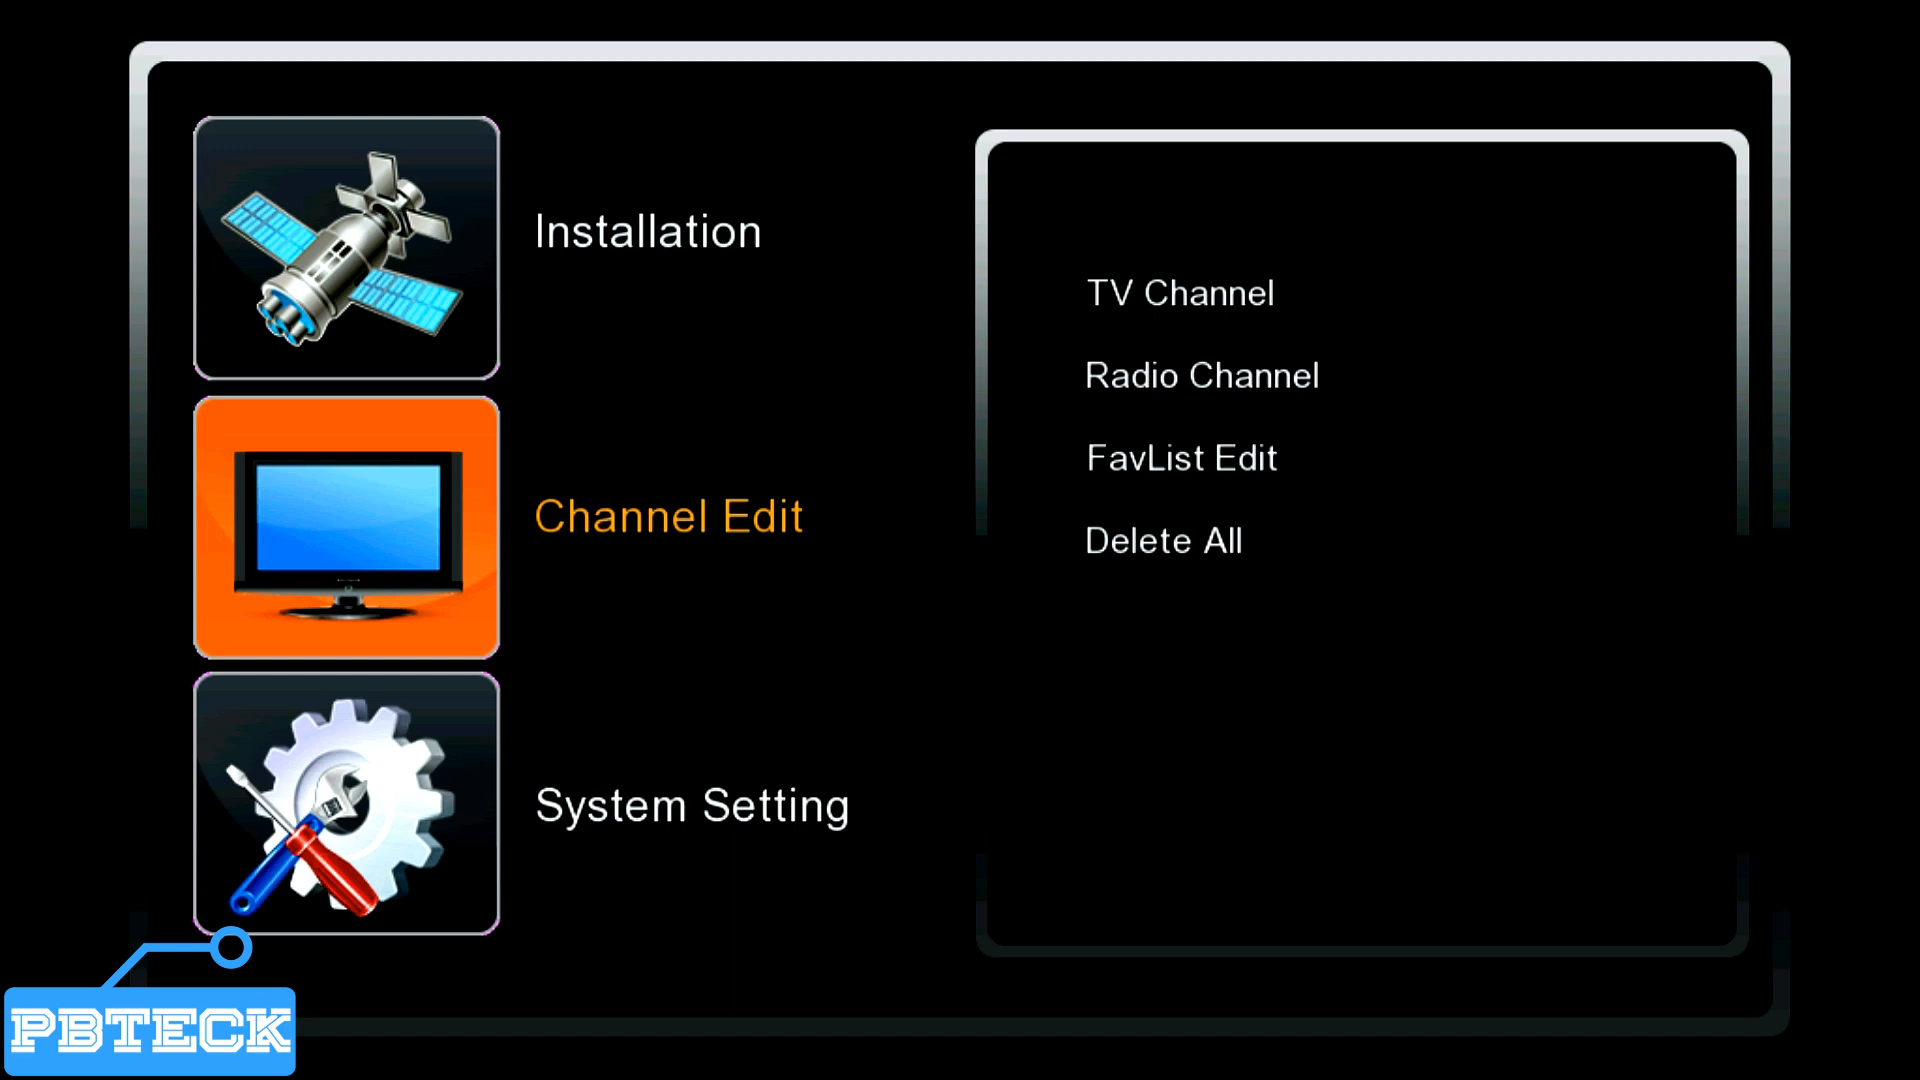 Installation
Channel Edit
System Setting
TV Channel
Radio Channel
FavList Edit
Delete All
PBTECK